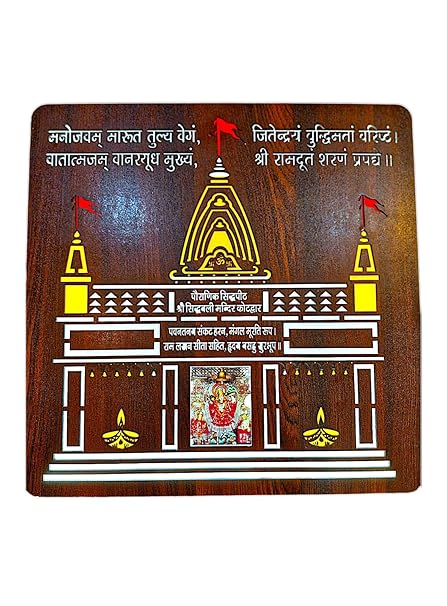 मनोजवम् मारूत तुल्य वेगं, जितेन्द्रियं वुन्द्विमतां वरिष्टं।
वातात्मजम् वानरयूध मुख्यं, श्री रामदूत शरणं प्रपद्ये॥
ॐ
पौराणिक सिद्धपीठ
श्री सिद्धबली मन्दिर कोटद्वार
पवनतनय संकट हरन, मंगल मूरति रूप।
राम लखन सीता सहित, हृदय बसहु सुरभूप॥